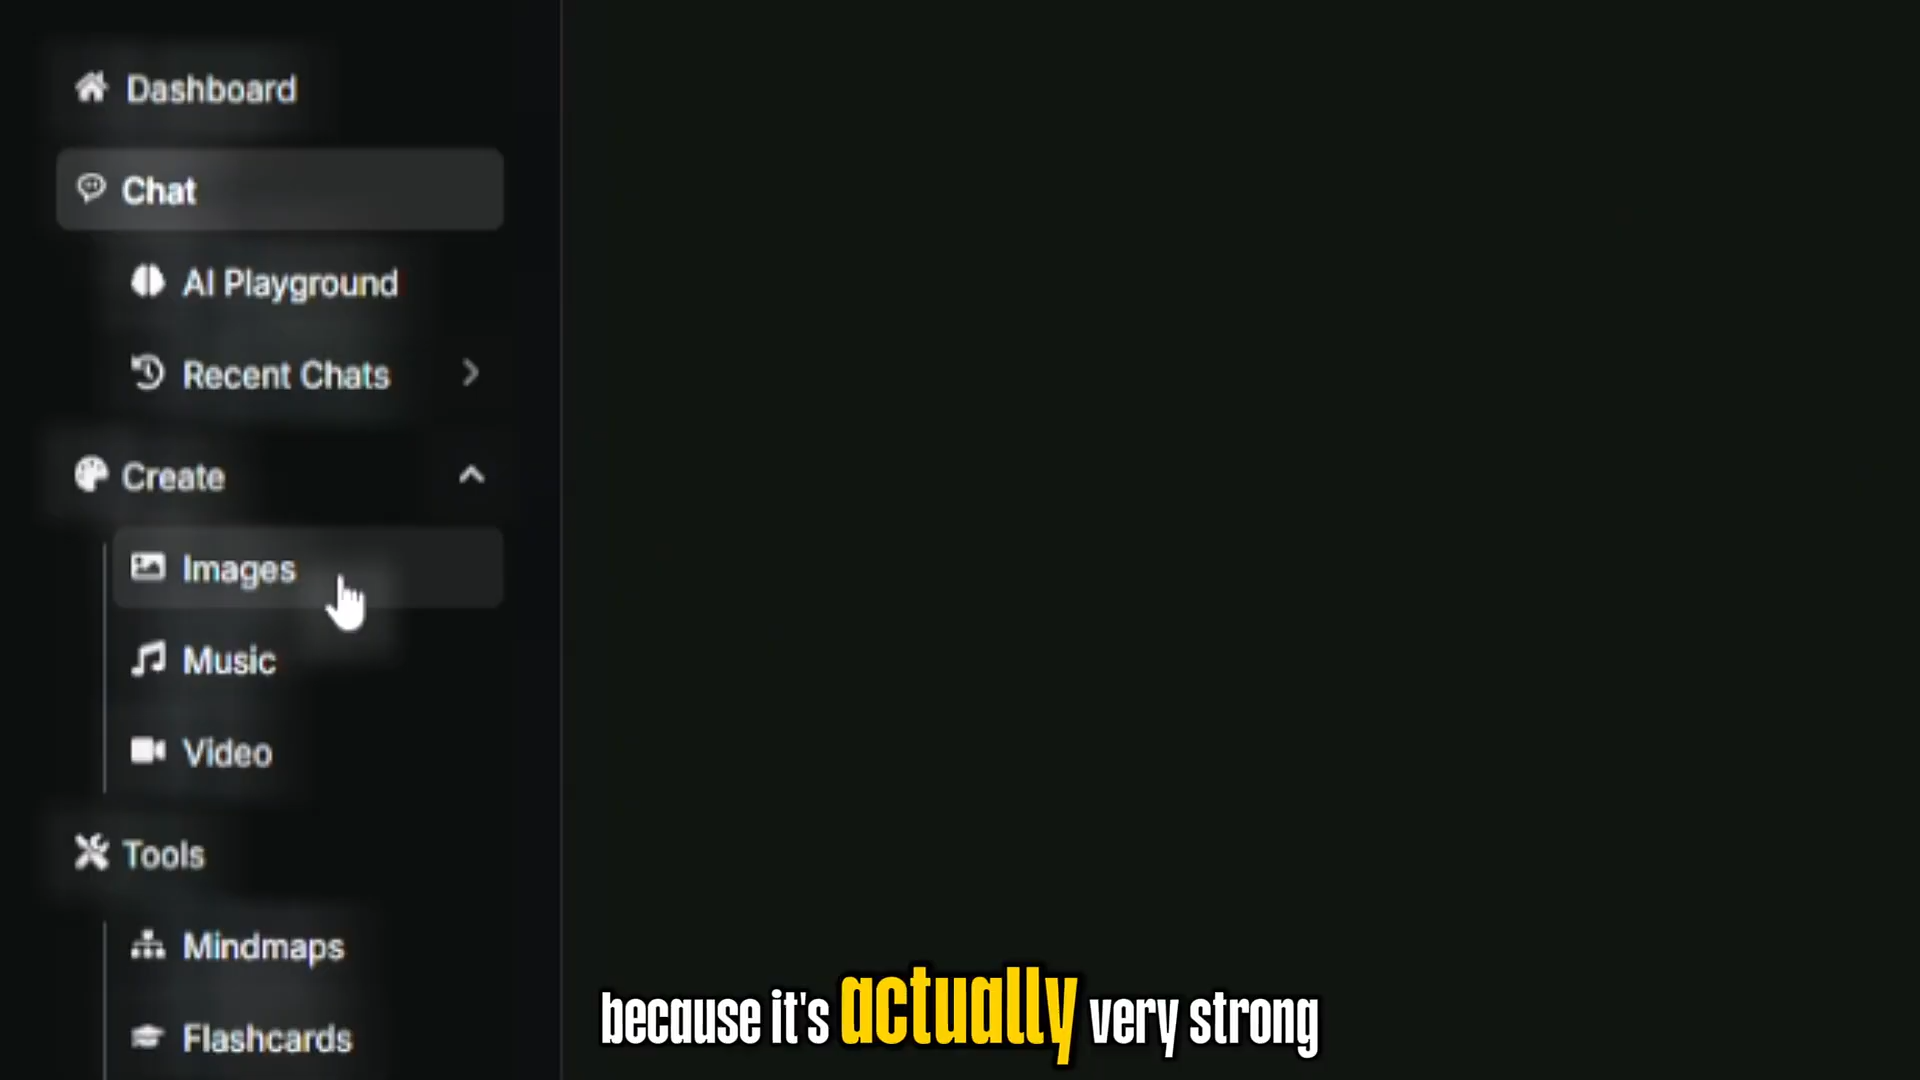 Dashboard
Chat
AI Playground
Recent Chats
Create
Images
Music
Video
Tools
Mindmaps
Flashcards
because it's actually very strong